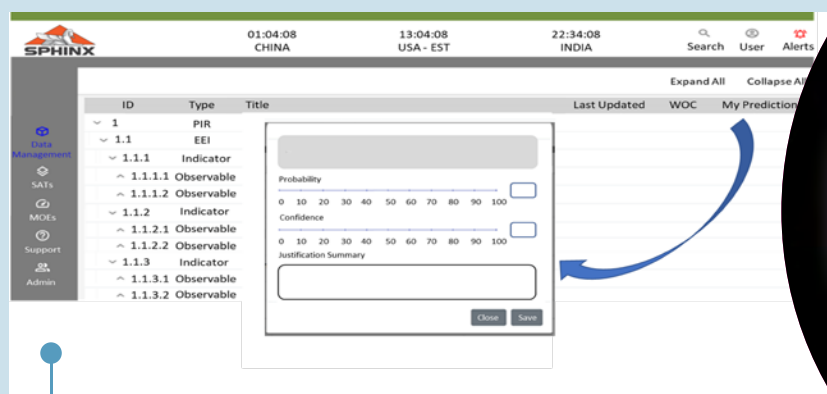 SPHINX
01:04:08 13:04:08 22:34:08
CHINA USA - EST INDIA
Search User Alerts
Expand All Collapse All
ID Type Title Last Updated WOC My Prediction
1 PIR
1.1 EEI
1.1.1 Indicator
1.1.1.1 Observable
1.1.1.2 Observable
1.1.2 Indicator
1.1.2.1 Observable
1.1.2.2 Observable
1.1.3 Indicator
1.1.3.1 Observable
1.1.3.2 Observable
Data
Management
SATs
MOEs
Support
Admin
Probability
0 10 20 30 40 50 60 70 80 90 100
Confidence
0 10 20 30 40 50 60 70 80 90 100
Justification Summary
Close Save